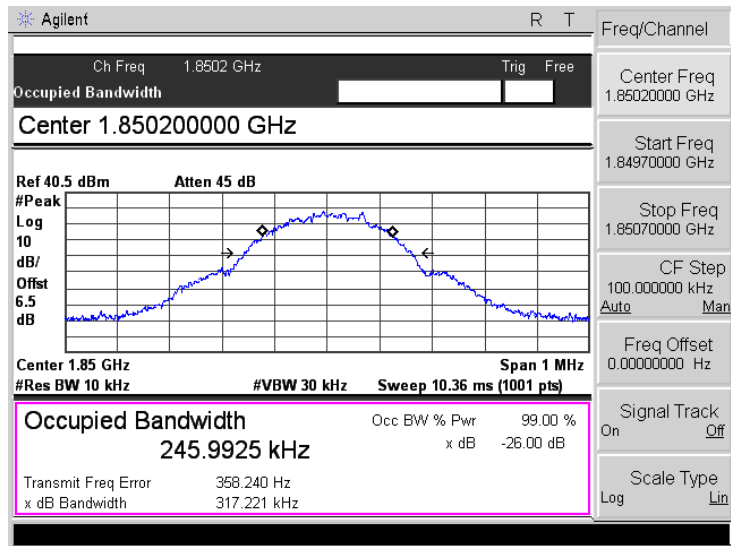 Agilent R T
Ch Freq 1.8502 GHz Trig Free
Occupied Bandwidth
Center 1.850200000 GHz
Ref 40.5 dBm Atten 45 dB
#Peak
Log
10
dB/
Offst
6.5
dB
Center 1.85 GHz Span 1 MHz
#Res BW 10 kHz #VBW 30 kHz Sweep 10.36 ms (1001 pts)
Occupied Bandwidth Occ BW % Pwr 99.00 %
245.9925 kHz x dB -26.00 dB
Transmit Freq Error 358.240 Hz
x dB Bandwidth 317.221 kHz
Freq/Channel
Center Freq
1.85020000 GHz
Start Freq
1.84970000 GHz
Stop Freq
1.85070000 GHz
CF Step
100.000000 kHz
Auto Man
Freq Offset
0.00000000 Hz
Signal Track
On Off
Scale Type
Log Lin